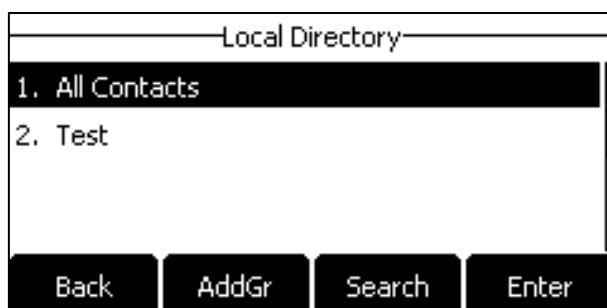 Local Directory
1. All Contacts
2. Test
Back AddGr Search Enter